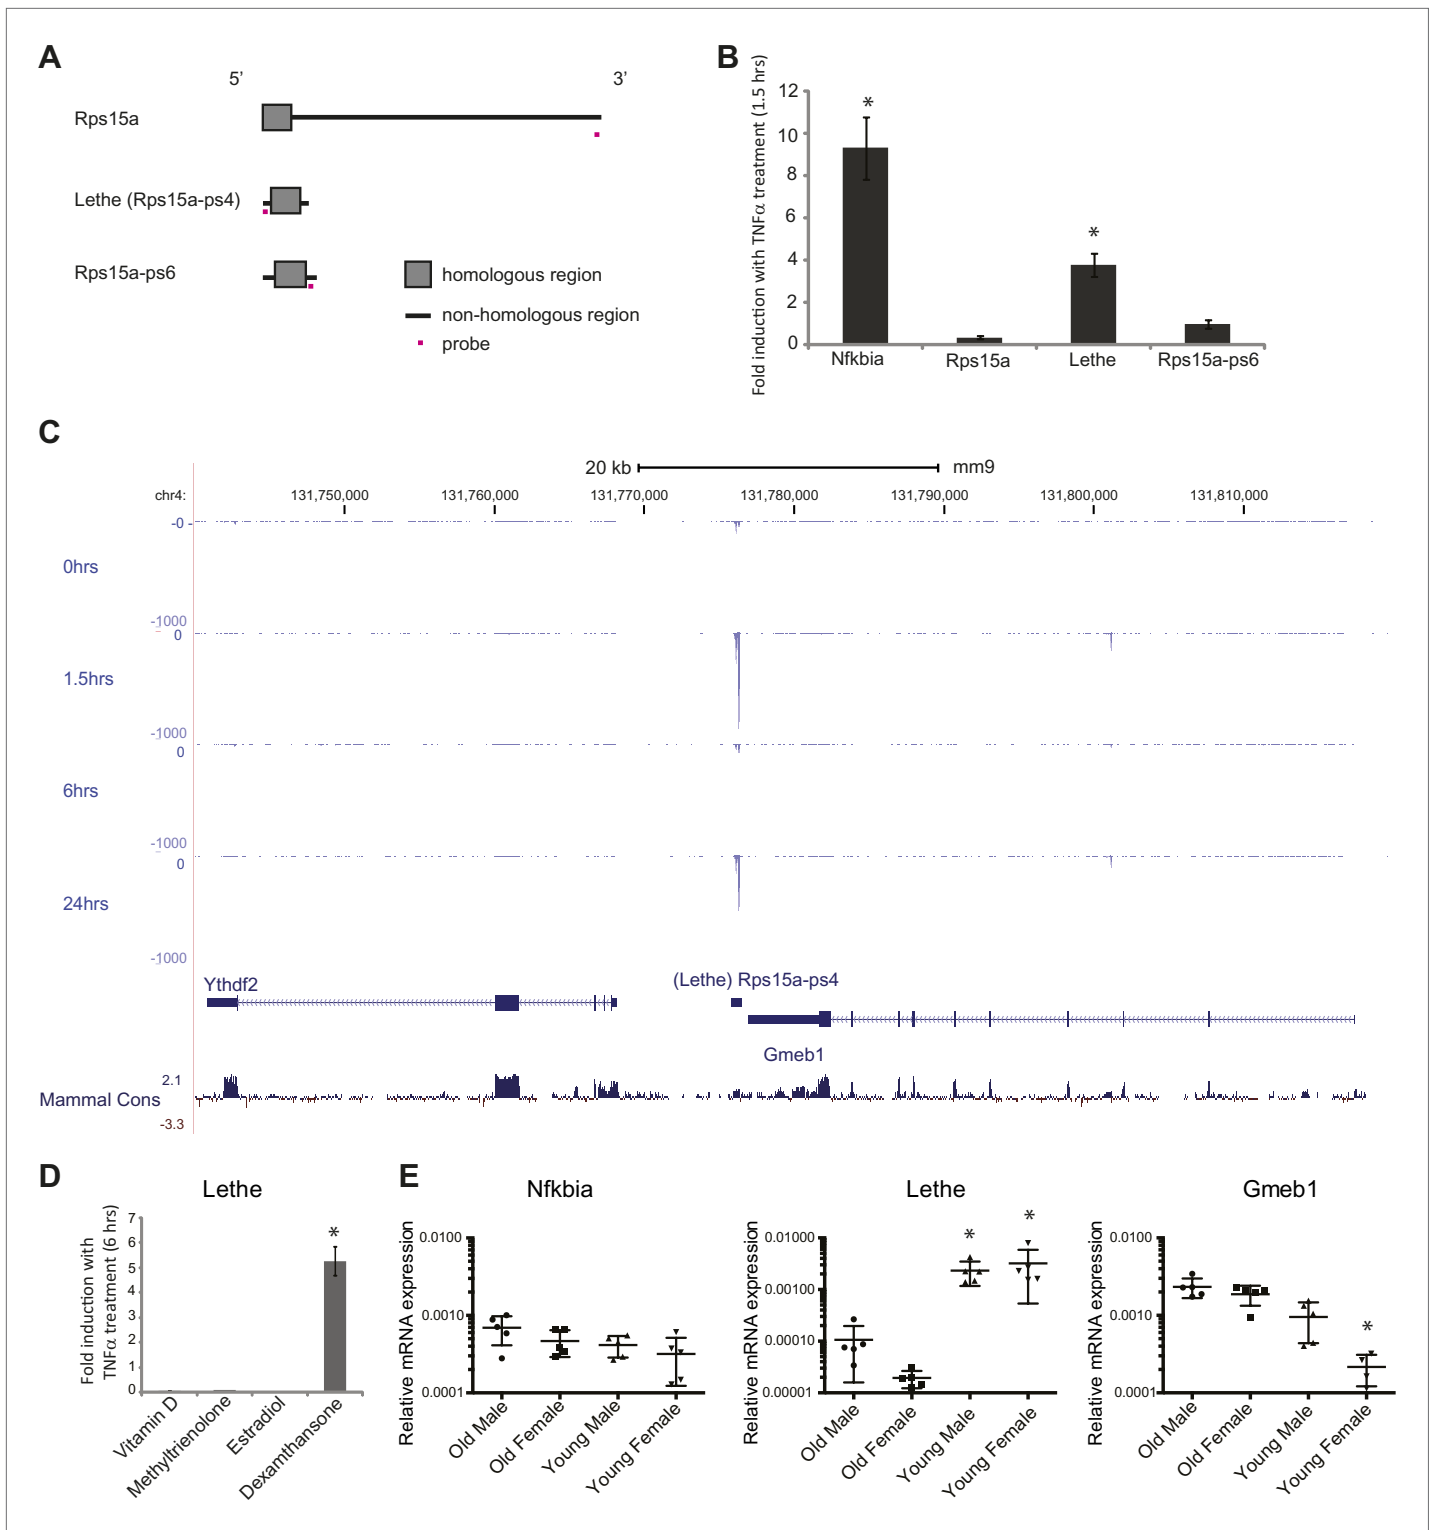 A
5’
3’
Rps15a
Lethe (Rps15a-ps4)
Rps15a-ps6
homologous region
non-homologous region
probe
B
Fold induction with TNFα treatment (1.5 hrs)
12
10
8
6
4
2
0
*
*
Nfkbia
Rps15a
Lethe
Rps15a-ps6
C
20 kb
mm9
chr4:
131,750,000
131,760,000
131,770,000
131,780,000
131,790,000
131,800,000
131,810,000
-0 -
0hrs
-1000
0
1.5hrs
-1000
0
6hrs
-1000
0
24hrs
-1000
Ythdf2
(Lethe) Rps15a-ps4
Gmeb1
2.1
Mammal Cons
-3.3
D
Lethe
Fold induction with
TNFα treatment (6 hrs)
7
6
5
4
3
2
1
0
*
Vitamin D
Methyltrienolone
Estradiol
Dexamthansone
E
Nfkbia
Relative mRNA expression
0.0100
0.0010
0.0001
Old Male
Old Female
Young Male
Young Female
Lethe
Relative mRNA expression
0.01000
0.00100
0.00010
0.00001
*
*
Old Male
Old Female
Young Male
Young Female
Gmeb1
Relative mRNA expression
0.0100
0.0010
0.0001
*
Old Male
Old Female
Young Male
Young Female